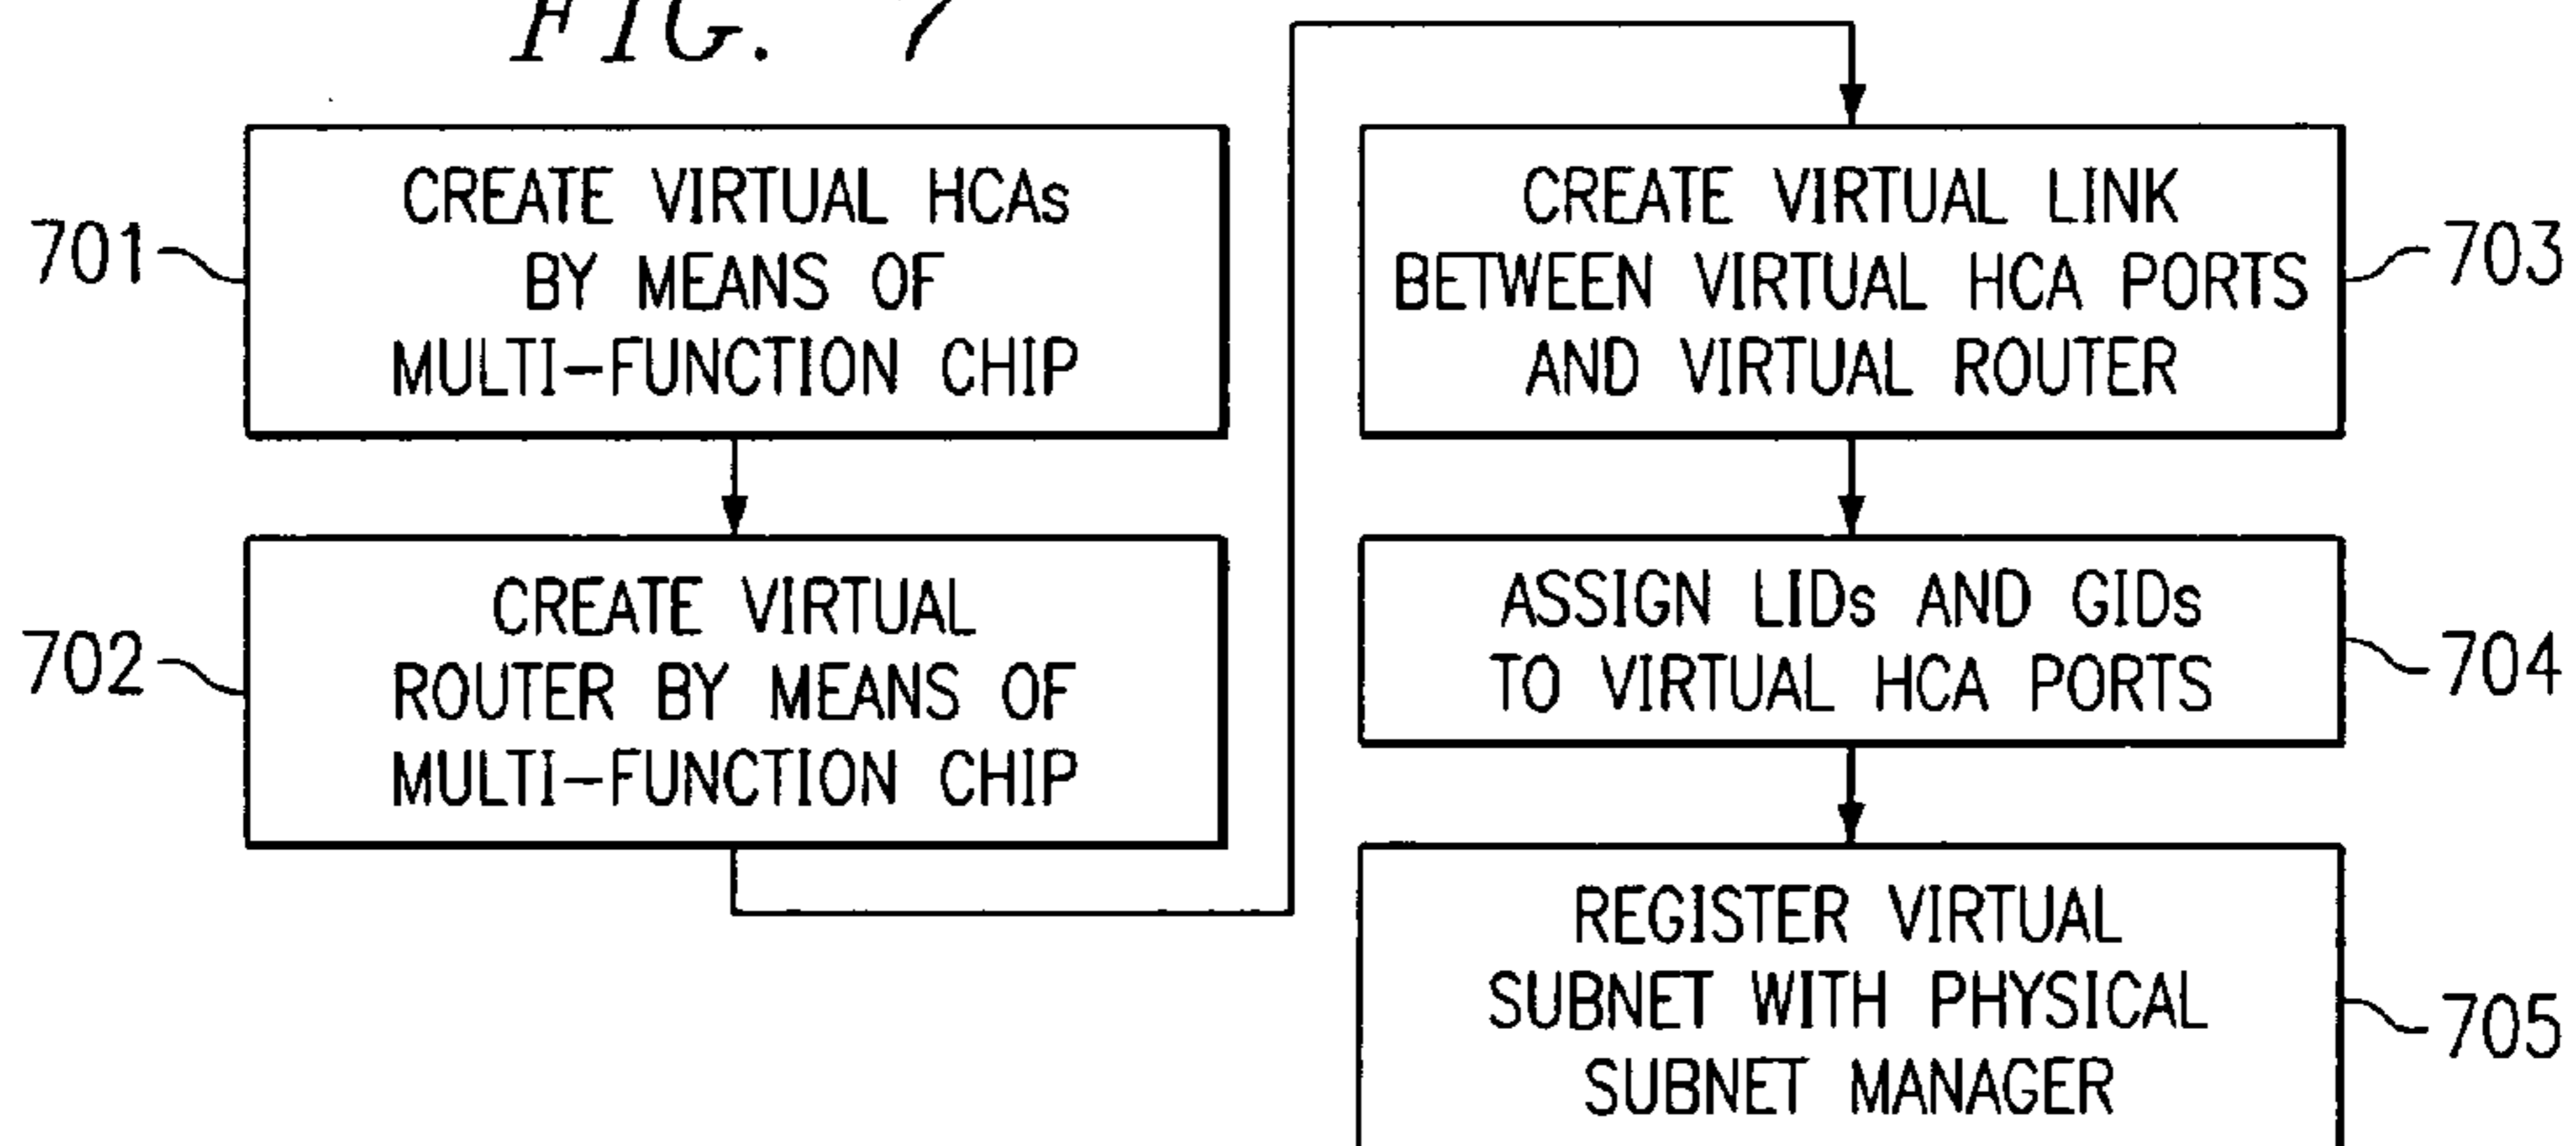 FIG. 7
701
CREATE VIRTUAL HCAs
BY MEANS OF
MULTI-FUNCTION CHIP
702
CREATE VIRTUAL
ROUTER BY MEANS OF
MULTI-FUNCTION CHIP
CREATE VIRTUAL LINK
BETWEEN VIRTUAL HCA PORTS
AND VIRTUAL ROUTER
703
ASSIGN LIDs AND GIDs
TO VIRTUAL HCA PORTS
704
REGISTER VIRTUAL
SUBNET WITH PHYSICAL
SUBNET MANAGER
705